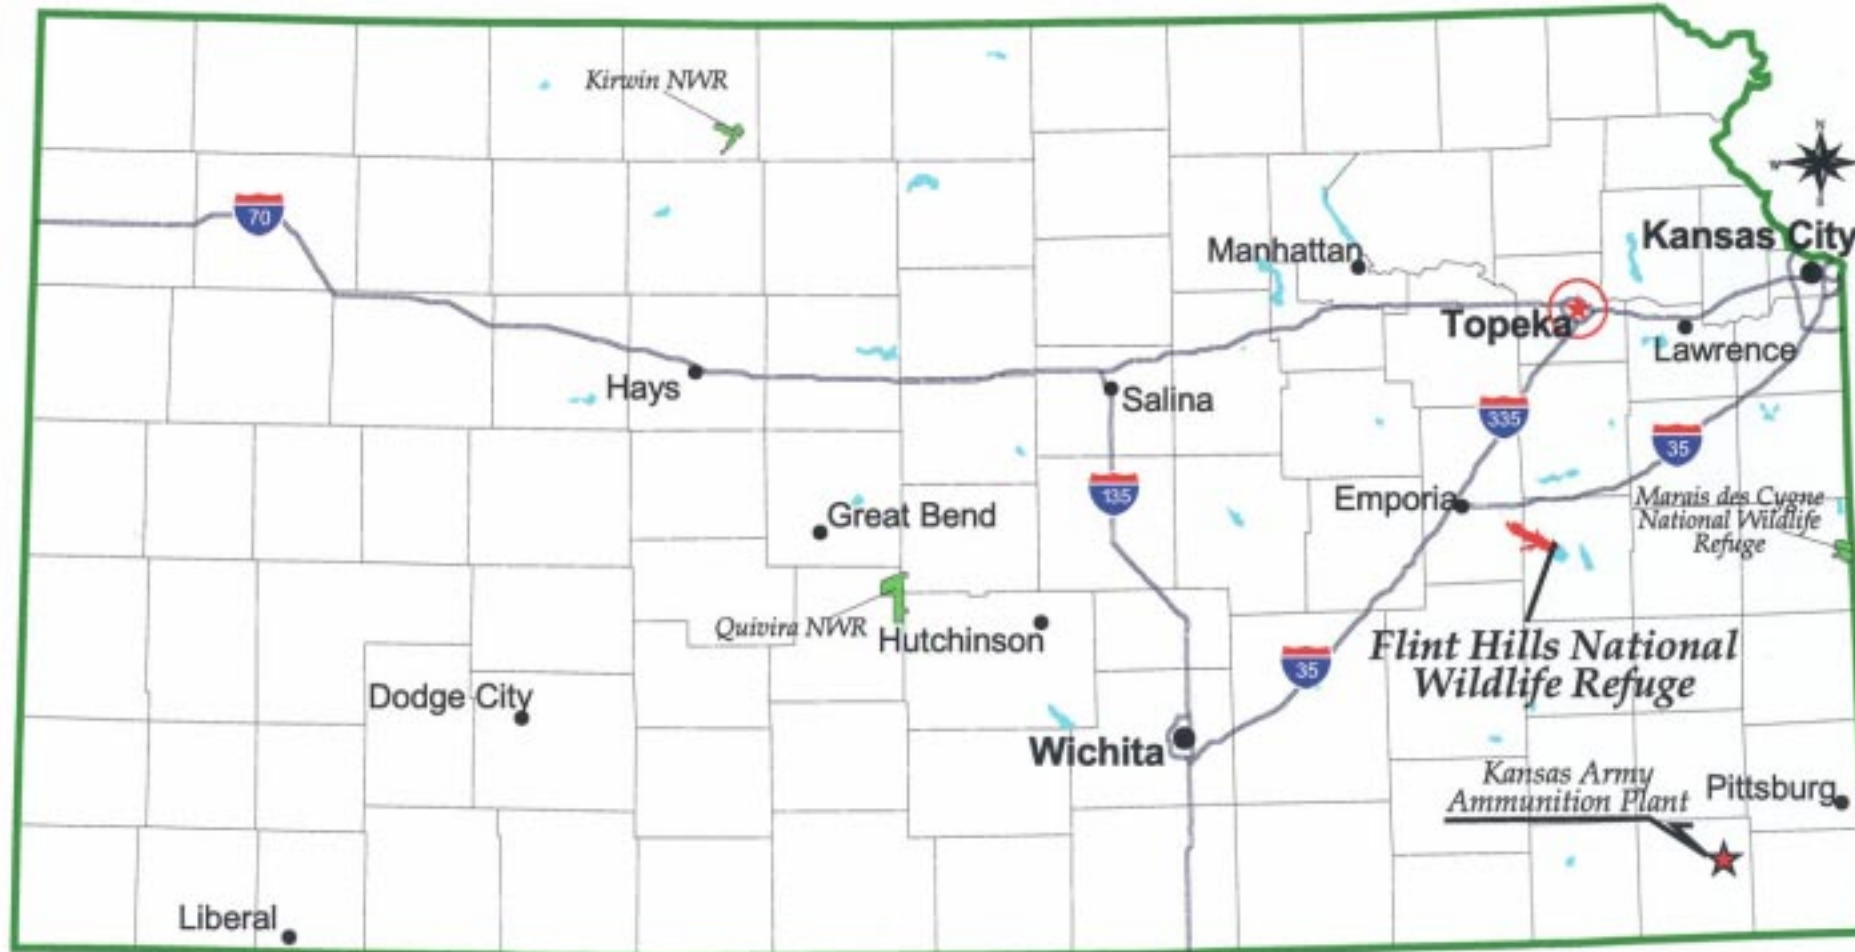 Kirwin NWR
N
W
S
70
Kansas City
Manhattan
Topeka
Lawrence
Hays
Salina
335
35
135
Emporia
Marais des Cygne
National Wildlife
Refuge
Great Bend
Quivira NWR
Hutchinson
Flint Hills National
Wildlife Refuge
35
Dodge City
Wichita
Kansas Army
Ammunition Plant
Pittsburg
Liberal